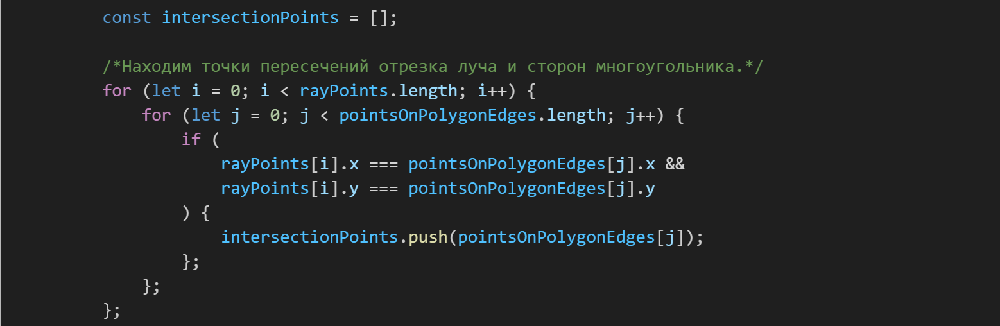 const intersectionPoints = [];
/*Находим точки пересечений отрезка луча и сторон многоугольника.*/
for (let i = 0; i < rayPoints.length; i++) {
for (let j = 0; j < pointsOnPolygonEdges.length; j++) {
if (
rayPoints[i].x === pointsOnPolygonEdges[j].x &&
rayPoints[i].y === pointsOnPolygonEdges[j].y
) {
intersectionPoints.push(pointsOnPolygonEdges[j]);
};
};
};